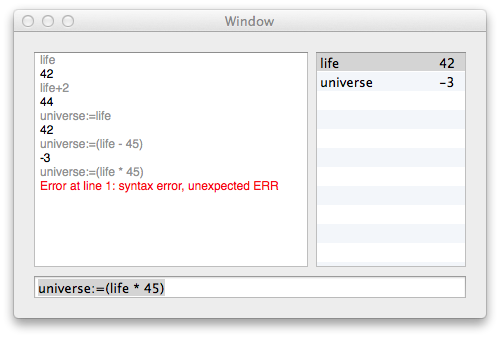 Window
life
42
life+2
44
universe:=life
42
universe:=(life - 45)
-3
universe:=(life * 45)
Error at line 1: syntax error, unexpected ERR
life 42
universe -3
universe:=(life * 45)